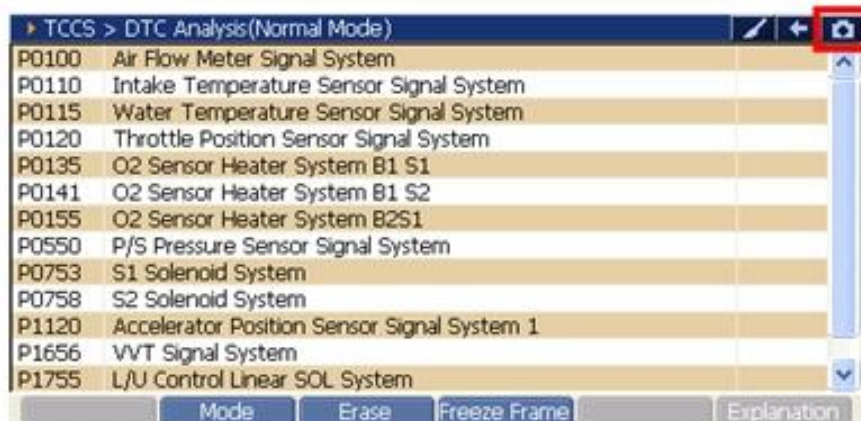 TCCS > DTC Analysis(Normal Mode)
P0100 Air Flow Meter Signal System
P0110 Intake Temperature Sensor Signal System
P0115 Water Temperature Sensor Signal System
P0120 Throttle Position Sensor Signal System
P0135 O2 Sensor Heater System B1 S1
P0141 O2 Sensor Heater System B1 S2
P0155 O2 Sensor Heater System B2S1
P0550 P/S Pressure Sensor Signal System
P0753 S1 Solenoid System
P0758 S2 Solenoid System
P1120 Accelerator Position Sensor Signal System 1
P1656 VVT Signal System
P1755 L/U Control Linear SOL System
Mode Erase Freeze Frame Explanation